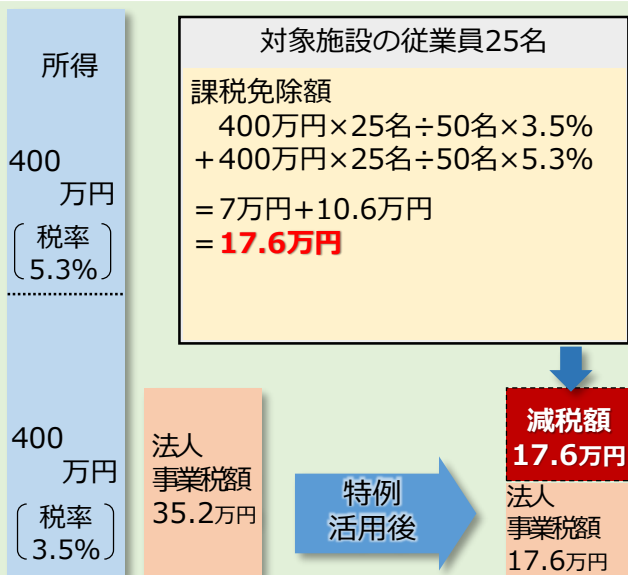 所得
400
万円
税率
5.3%
400
万円
税率
3.5%
対象施設の従業員25名
課税免除額
400万円×25名÷50名×3.5%
＋400万円×25名÷50名×5.3%
＝7万円+10.6万円
＝17.6万円
法人
事業税額
35.2万円
特例
活用後
減税額
17.6万円
法人
事業税額
17.6万円